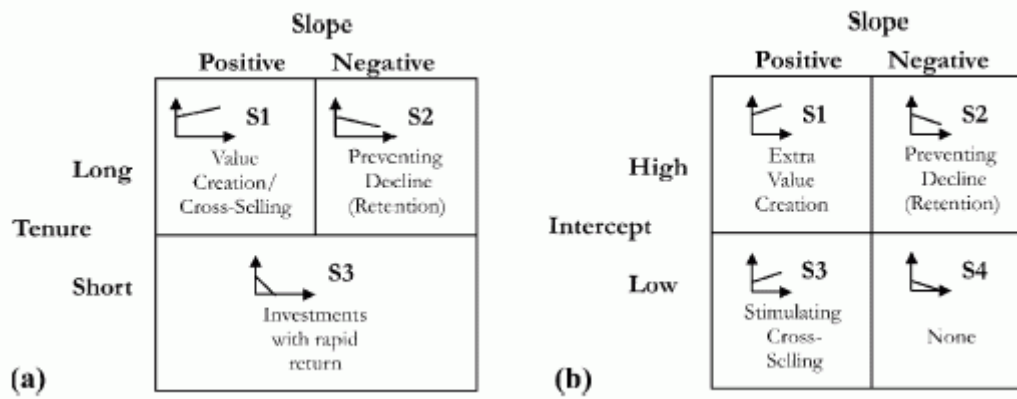 Slope
Positive Negative
S1 S2
Value
Creation/
Cross-Selling
Preventing
Decline
(Retention)
Long
Tenure
Short
S3
Investments
with rapid
return
(a)
Slope
Positive Negative
S1 S2
Extra
Value
Creation
Preventing
Decline
(Retention)
High
Intercept
Low
S3 S4
Stimulating
Cross-
Selling
None
(b)